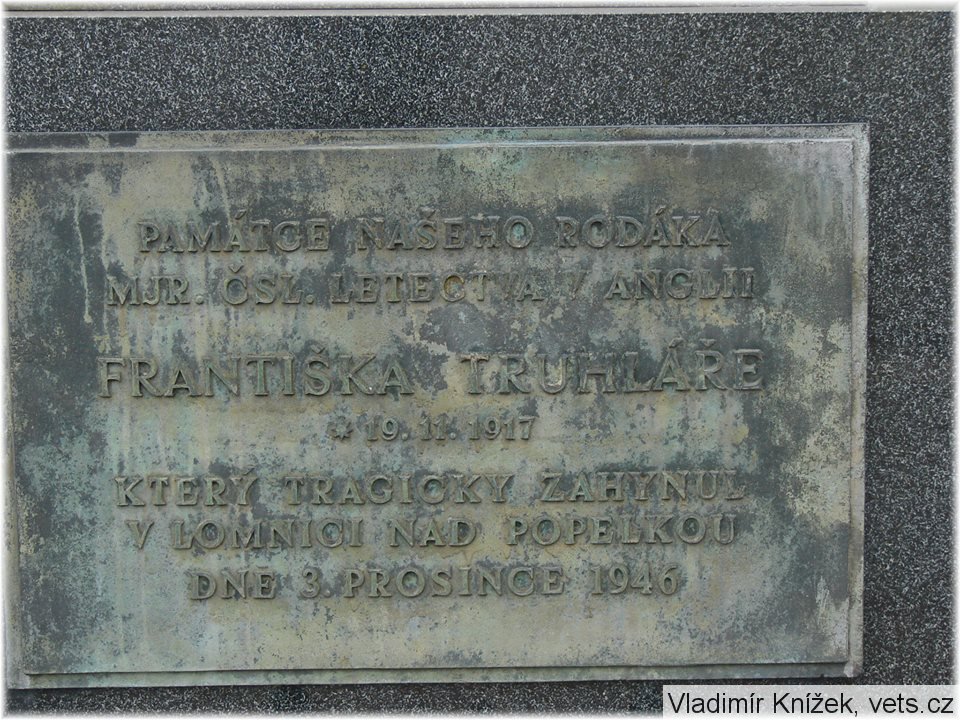 PAMÁTCE NAŠEHO RODÁKA
MJR. ČSL. LETECTVA V ANGLII
FRANTIŠKA TRUHLÁŘE
* 19. 11. 1917
KTERÝ TRAGICKY ZAHYNUL
V LOMNICI NAD POPELKOU
DNE 3. PROSINCE 1946
Vladimír Knížek, vets.cz